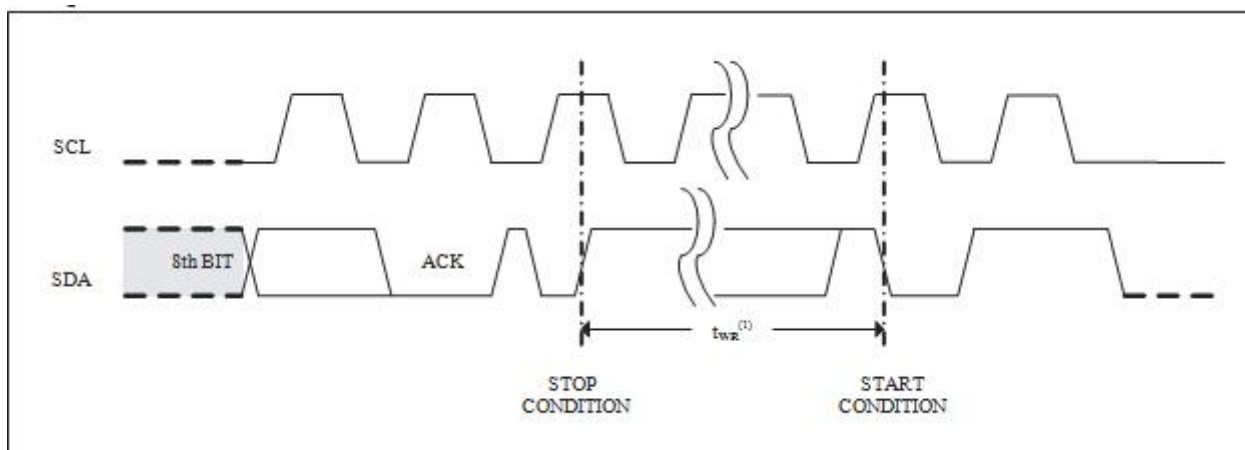 SCL
SDA
8th BIT
ACK
tWR(1)
STOP
CONDITION
START
CONDITION